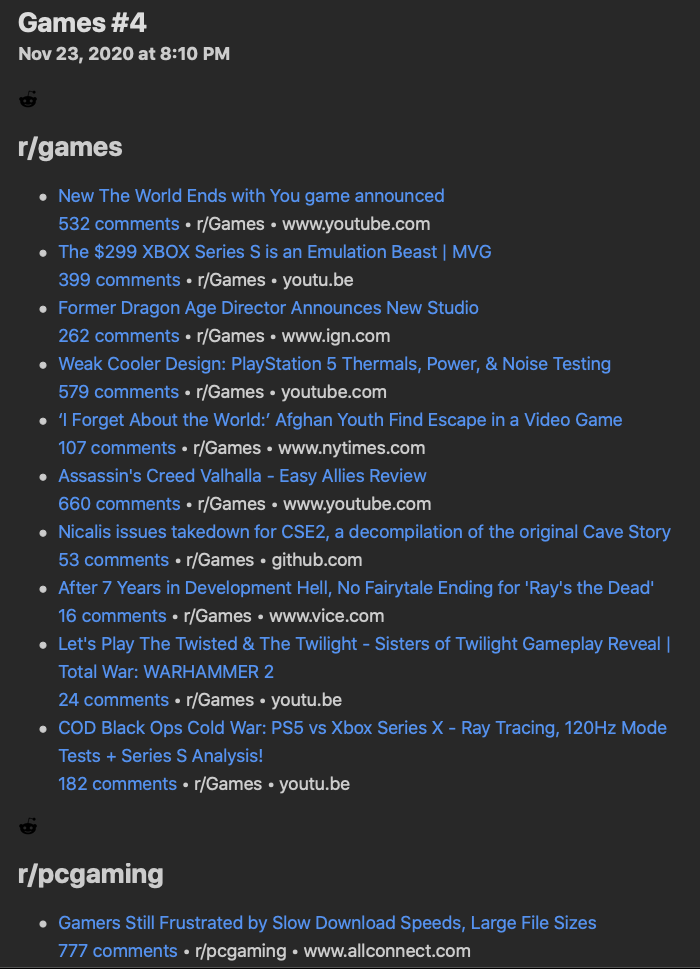 Games #4
Nov 23, 2020 at 8:10 PM
r/games
• New The World Ends with You game announced
532 comments • r/Games • www.youtube.com
• The $299 XBOX Series S is an Emulation Beast | MVG
399 comments • r/Games • youtu.be
• Former Dragon Age Director Announces New Studio
262 comments • r/Games • www.ign.com
• Weak Cooler Design: PlayStation 5 Thermals, Power, & Noise Testing
579 comments • r/Games • youtube.com
• ‘I Forget About the World:’ Afghan Youth Find Escape in a Video Game
107 comments • r/Games • www.nytimes.com
• Assassin's Creed Valhalla - Easy Allies Review
660 comments • r/Games • www.youtube.com
• Nicalis issues takedown for CSE2, a decompilation of the original Cave Story
53 comments • r/Games • github.com
• After 7 Years in Development Hell, No Fairytale Ending for 'Ray's the Dead'
16 comments • r/Games • www.vice.com
• Let's Play The Twisted & The Twilight - Sisters of Twilight Gameplay Reveal |
Total War: WARHAMMER 2
24 comments • r/Games • youtu.be
• COD Black Ops Cold War: PS5 vs Xbox Series X - Ray Tracing, 120Hz Mode
Tests + Series S Analysis!
182 comments • r/Games • youtu.be
r/pcgaming
• Gamers Still Frustrated by Slow Download Speeds, Large File Sizes
777 comments • r/pcgaming • www.allconnect.com